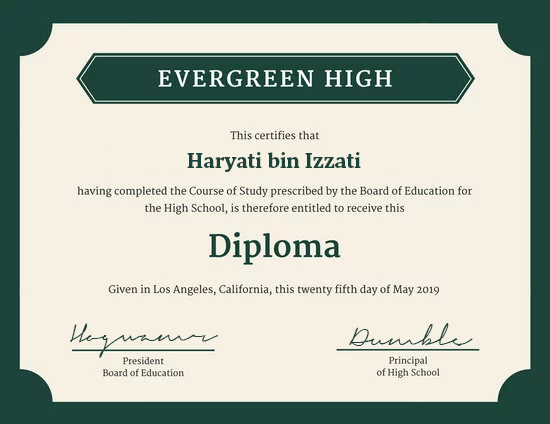 EVERGREEN HIGH
This certifies that
Haryati bin Izzati
having completed the Course of Study prescribed by the Board of Education for
the High School, is therefore entitled to receive this
Diploma
Given in Los Angeles, California, this twenty fifth day of May 2019
Dumble
President
Board of Education
Principal
of High School